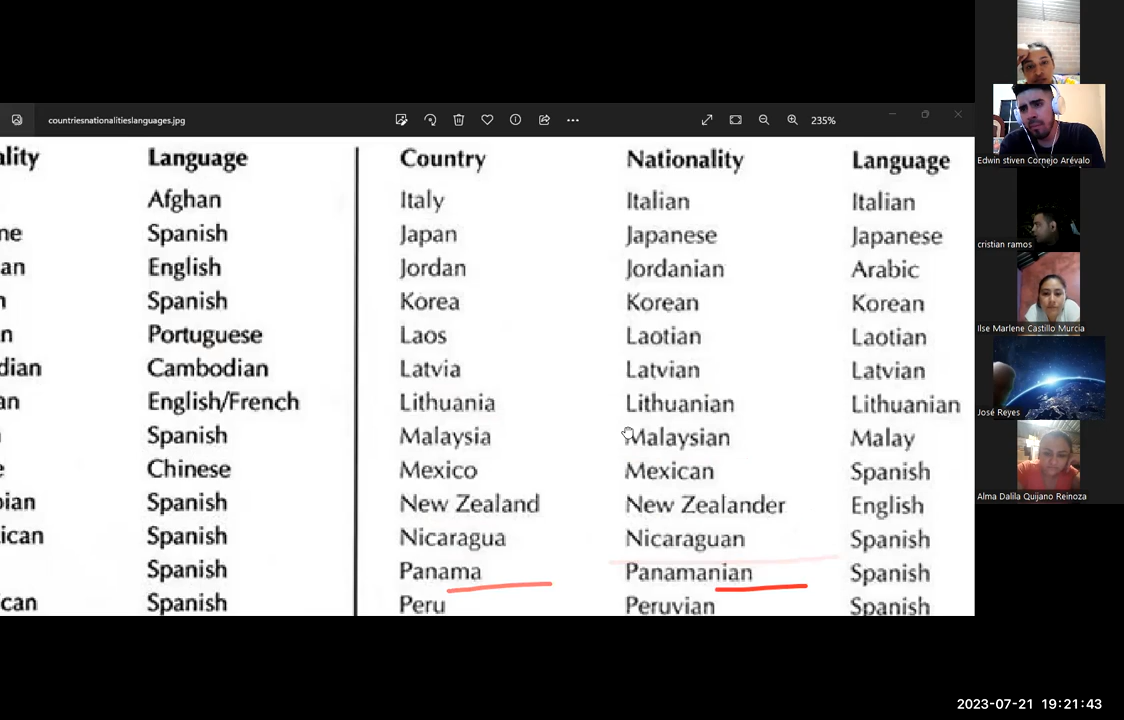 countriesnationalitieslanguages.jpg
235%
ality Language Country Nationality Language
Afghan Italy Italian Italian
ne Spanish Japan Japanese Japanese
an English Jordan Jordanian Arabic
n Spanish Korea Korean Korean
n Portuguese Laos Laotian Laotian
dian Cambodian Latvia Latvian Latvian
an English/French Lithuania Lithuanian Lithuanian
Spanish Malaysia Malaysian Malay
e Chinese Mexico Mexican Spanish
bian Spanish New Zealand New Zealander English
ican Spanish Nicaragua Nicaraguan Spanish
Spanish Panama Panamanian Spanish
can Spanish Peru Peruvian Spanish
Edwin stiven Cornejo Arévalo
cristian ramos
Ilse Marlene Castillo Murcia
José Reyes
Alma Dalila Quijano Reinoza
2023-07-21 19:21:43